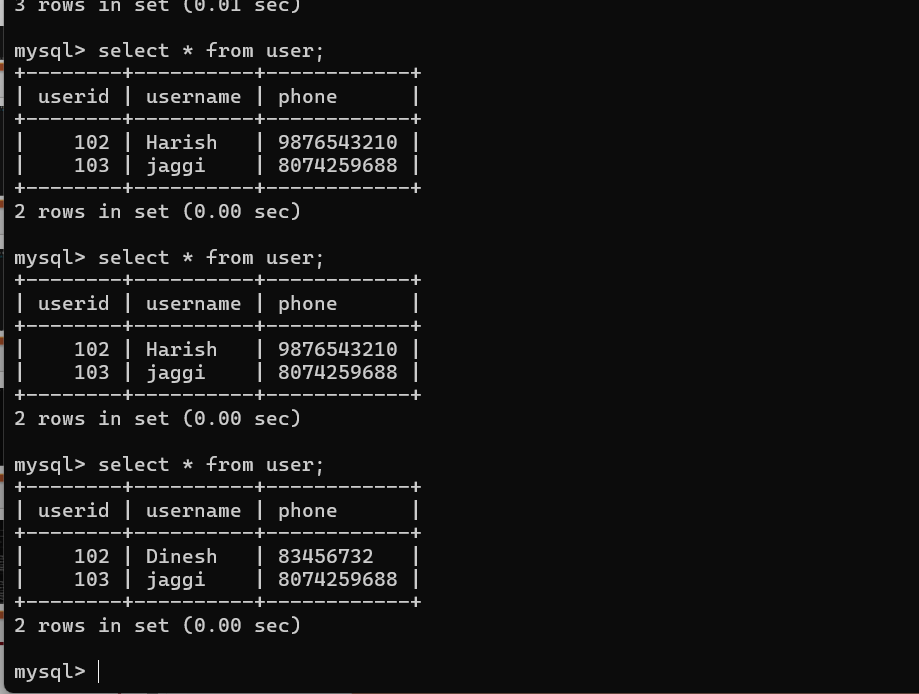 3 rows in set (0.01 sec)
mysql> select * from user;
+--------+----------+------------+
| userid | username | phone      |
+--------+----------+------------+
|    102 | Harish   | 9876543210 |
|    103 | jaggi    | 8074259688 |
+--------+----------+------------+
2 rows in set (0.00 sec)
mysql> select * from user;
+--------+----------+------------+
| userid | username | phone      |
+--------+----------+------------+
|    102 | Harish   | 9876543210 |
|    103 | jaggi    | 8074259688 |
+--------+----------+------------+
2 rows in set (0.00 sec)
mysql> select * from user;
+--------+----------+------------+
| userid | username | phone      |
+--------+----------+------------+
|    102 | Dinesh   | 83456732   |
|    103 | jaggi    | 8074259688 |
+--------+----------+------------+
2 rows in set (0.00 sec)
mysql>